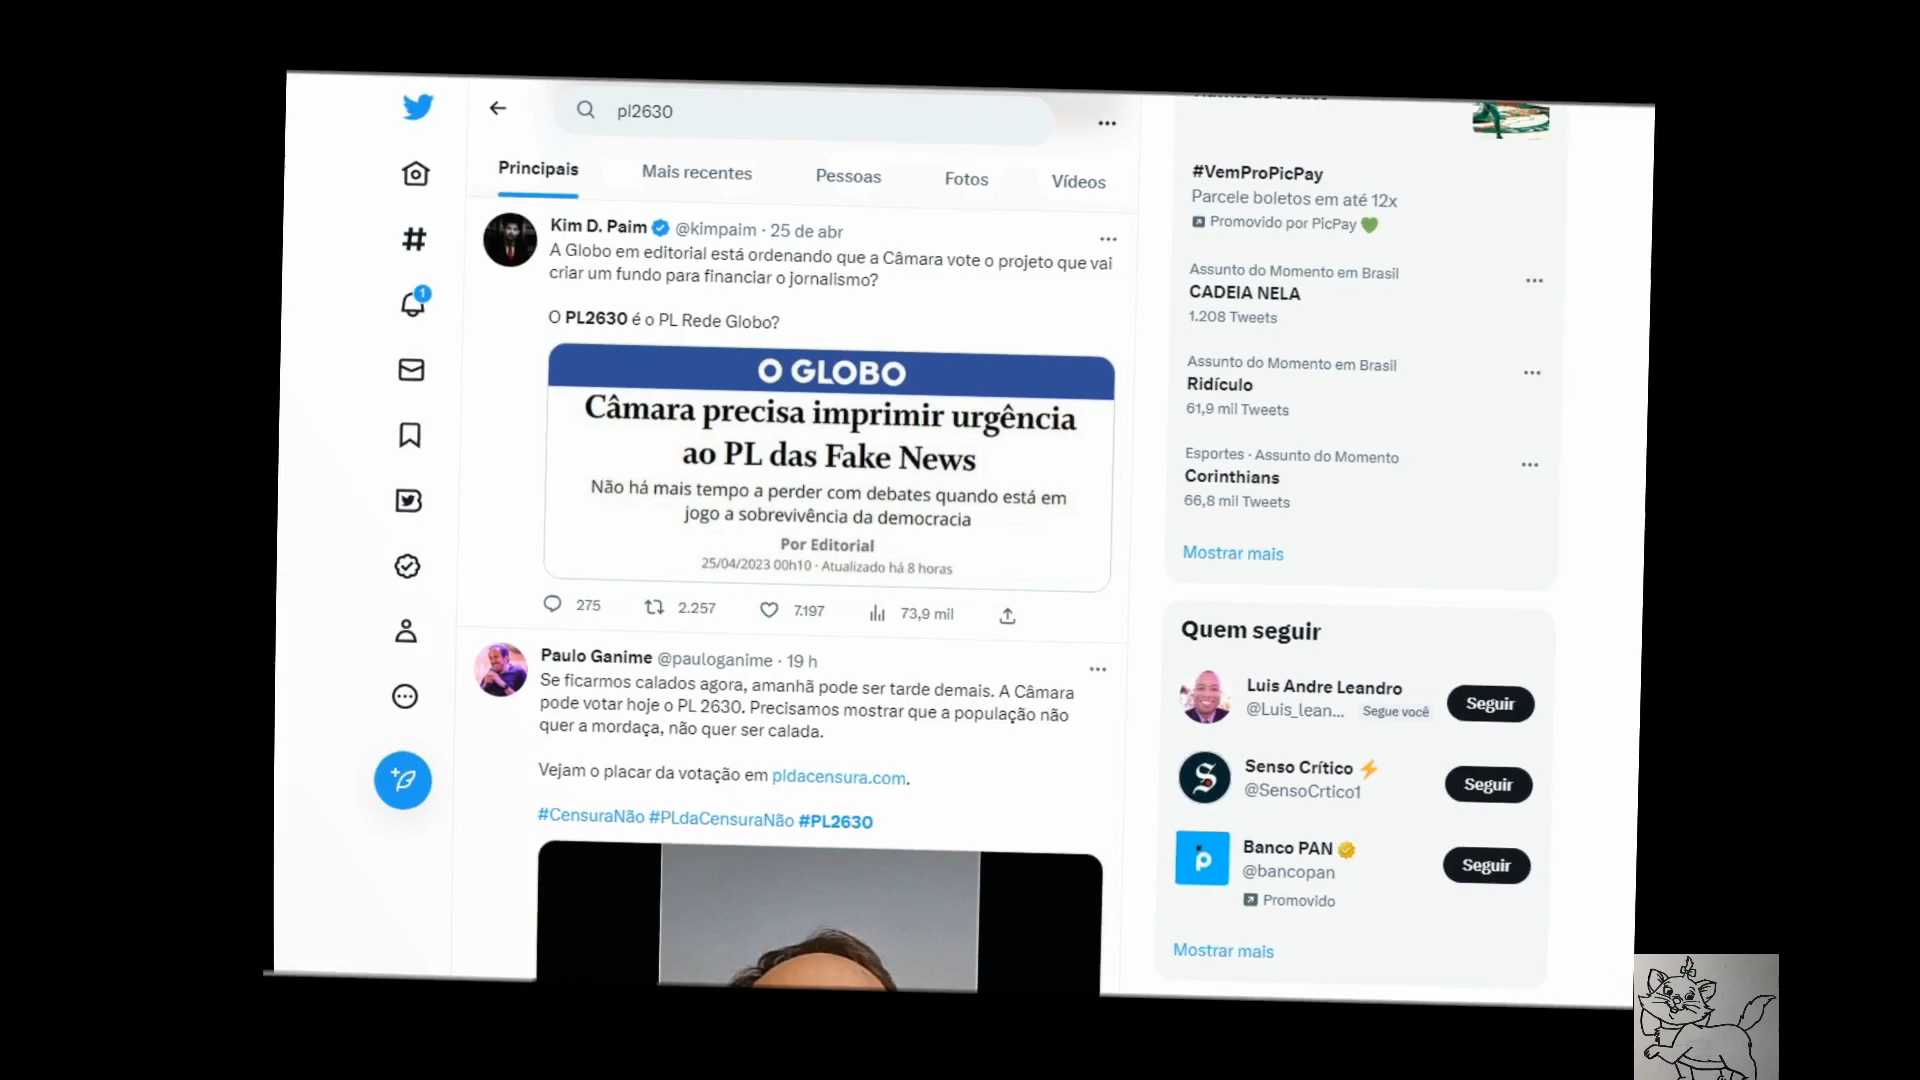 pl2630
Principais
Mais recentes
Pessoas
Fotos
Vídeos
Kim D. Paim @kimpaim · 25 de abr
A Globo em editorial está ordenando que a Câmara vote o projeto que vai
criar um fundo para financiar o jornalismo?
O PL2630 é o PL Rede Globo?
O GLOBO
Câmara precisa imprimir urgência
ao PL das Fake News
Não há mais tempo a perder com debates quando está em
jogo a sobrevivência da democracia
Por Editorial
25/04/2023 00h10 · Atualizado há 8 horas
275
2.257
7.197
73,9 mil
Paulo Ganime @pauloganime · 19 h
Se ficarmos calados agora, amanhã pode ser tarde demais. A Câmara
pode votar hoje o PL 2630. Precisamos mostrar que a população não
quer a mordaça, não quer ser calada.
Vejam o placar da votação em pldacensura.com.
#CensuraNão #PLdaCensuraNão #PL2630
#VemProPicPay
Parcele boletos em até 12x
Promovido por PicPay
Assunto do Momento em Brasil
CADEIA NELA
1.208 Tweets
Assunto do Momento em Brasil
Ridículo
61,9 mil Tweets
Esportes · Assunto do Momento
Corinthians
66,8 mil Tweets
Mostrar mais
Quem seguir
Luis Andre Leandro
@Luis_lean... Segue você
Seguir
Senso Crítico
@SensoCrtico1
Seguir
Banco PAN
@bancopan
Seguir
Promovido
Mostrar mais
1